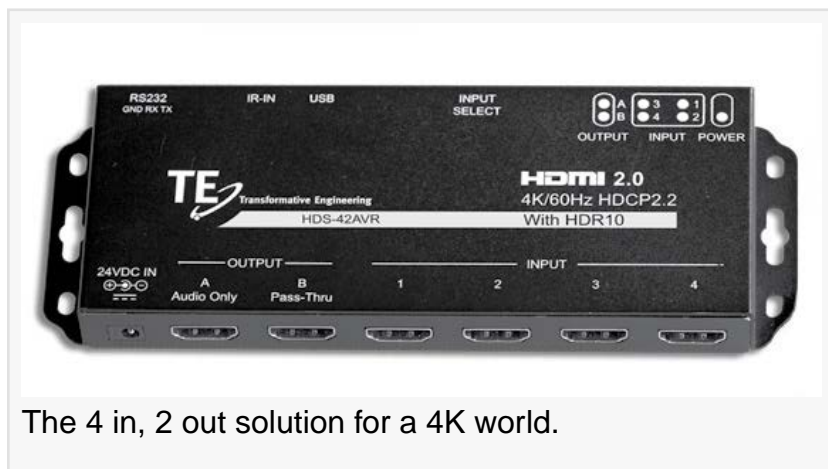 RS232
GND RX TX
IR-IN
USB
INPUT
SELECT
A
B
3
4
1
2
OUTPUT
INPUT
POWER
TE
Transformative Engineering
HDS-42AVR
HDMI 2.0
4K/60Hz HDCP2.2
With HDR10
24VDC IN
OUTPUT
A
Audio Only
B
Pass-Thru
INPUT
1
2
3
4
The 4 in, 2 out solution for a 4K world.